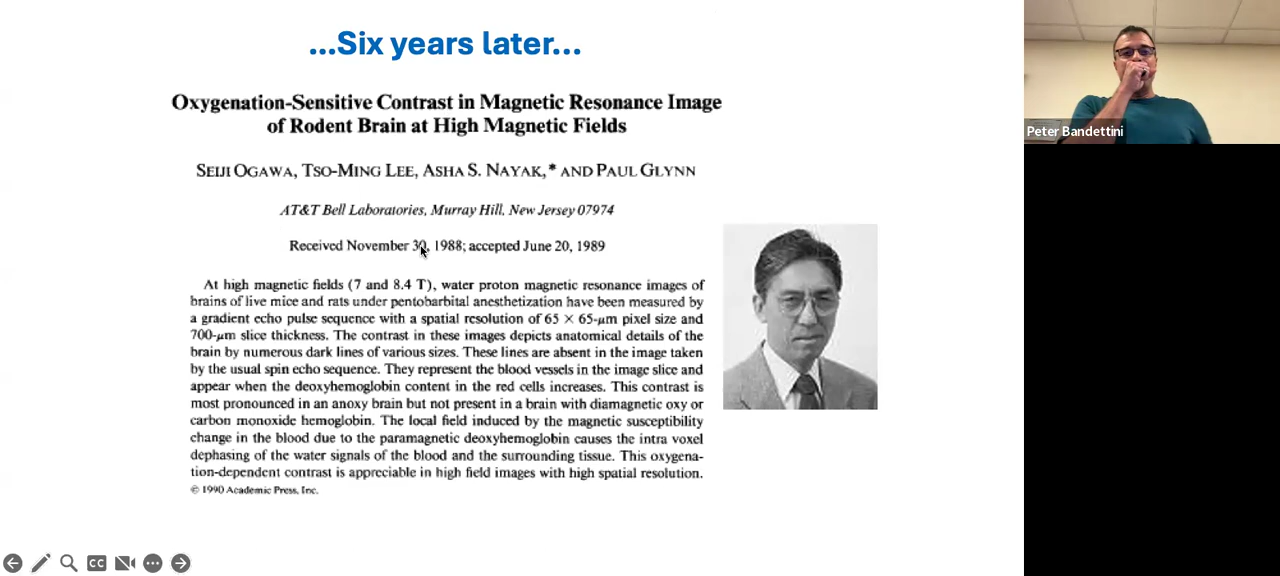 ...Six years later...
Oxygenation-Sensitive Contrast in Magnetic Resonance Image
of Rodent Brain at High Magnetic Fields
SEIJI OGAWA, TSO-MING LEE, ASHA S. NAYAK,* AND PAUL GLYNN
AT&T Bell Laboratories, Murray Hill, New Jersey 07974
Received November 30, 1988; accepted June 20, 1989
At high magnetic fields (7 and 8.4 T), water proton magnetic resonance images of
brains of live mice and rats under pentobarbital anesthetization have been measured by
a gradient echo pulse sequence with a spatial resolution of 65 × 65-μm pixel size and
700-μm slice thickness. The contrast in these images depicts anatomical details of the
brain by numerous dark lines of various sizes. These lines are absent in the image taken
by the usual spin echo sequence. They represent the blood vessels in the image slice and
appear when the deoxyhemoglobin content in the red cells increases. This contrast is
most pronounced in an anoxy brain but not present in a brain with diamagnetic oxy or
carbon monoxide hemoglobin. The local field induced by the magnetic susceptibility
change in the blood due to the paramagnetic deoxyhemoglobin causes the intra voxel
dephasing of the water signals of the blood and the surrounding tissue. This oxygena-
tion-dependent contrast is appreciable in high field images with high spatial resolution.
© 1990 Academic Press, Inc.
Peter Bandettini
CC